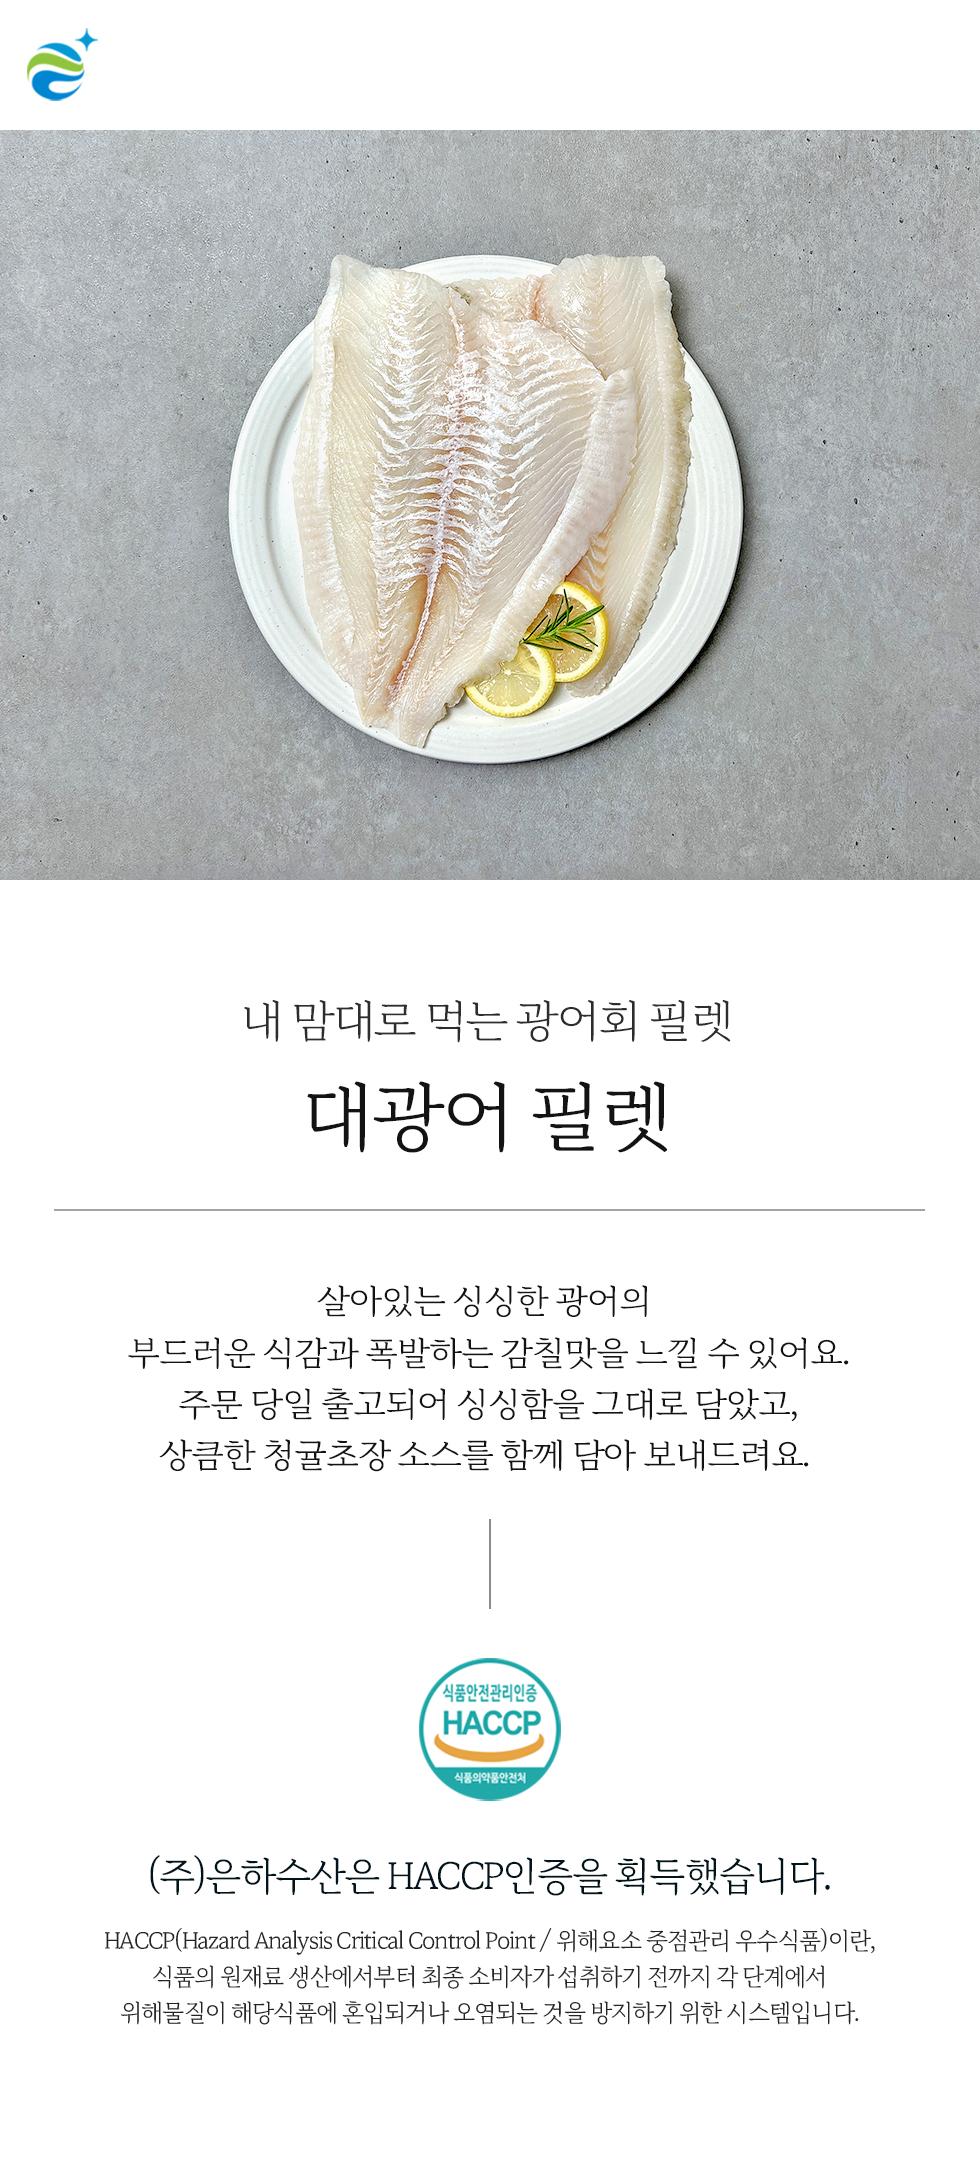 내 맘대로 먹는 광어회 필렛
대광어 필렛
살아있는 싱싱한 광어의
부드러운 식감과 폭발하는 감칠맛을 느낄 수 있어요.
주문 당일 출고되어 싱싱함을 그대로 담았고,
상큼한 청귤초장 소스를 함께 담아 보내드려요.
식품안전관리인증
HACCP
식품의약품안전처
(주)은하수산은 HACCP인증을 획득했습니다.
HACCP(Hazard Analysis Critical Control Point / 위해요소 중점관리 우수식품)이란,
식품의 원재료 생산에서부터 최종 소비자가 섭취하기 전까지 각 단계에서
위해물질이 해당식품에 혼입되거나 오염되는 것을 방지하기 위한 시스템입니다.